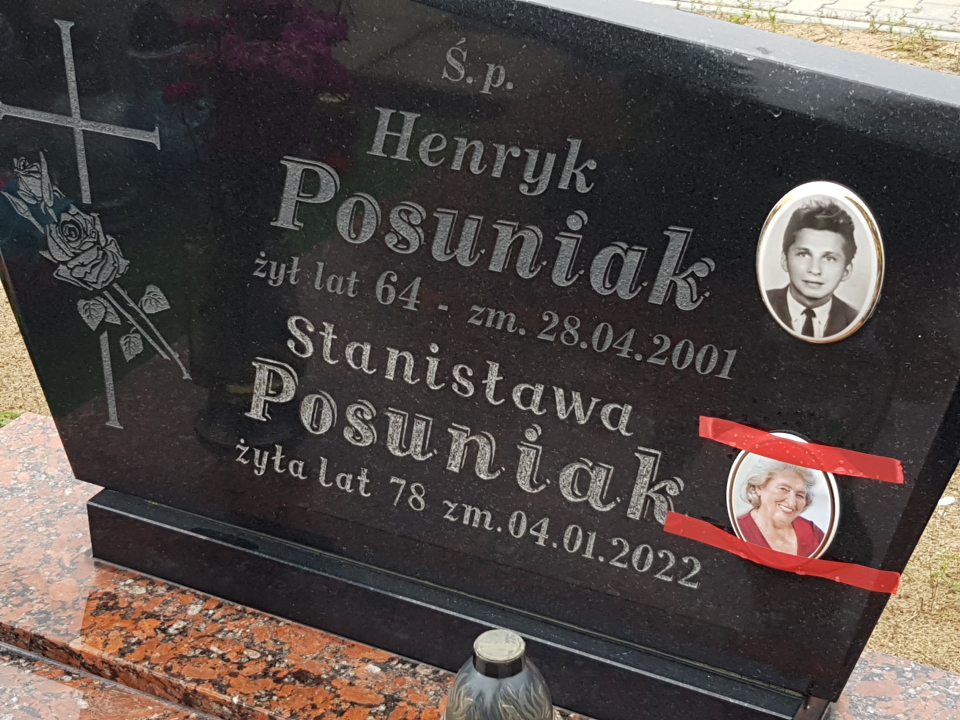 Ś.p.
Henryk
Posuniak
żył lat 64 - zm. 28.04.2001
Stanisława
Posuniak
żyła lat 78 zm.04.01.2022